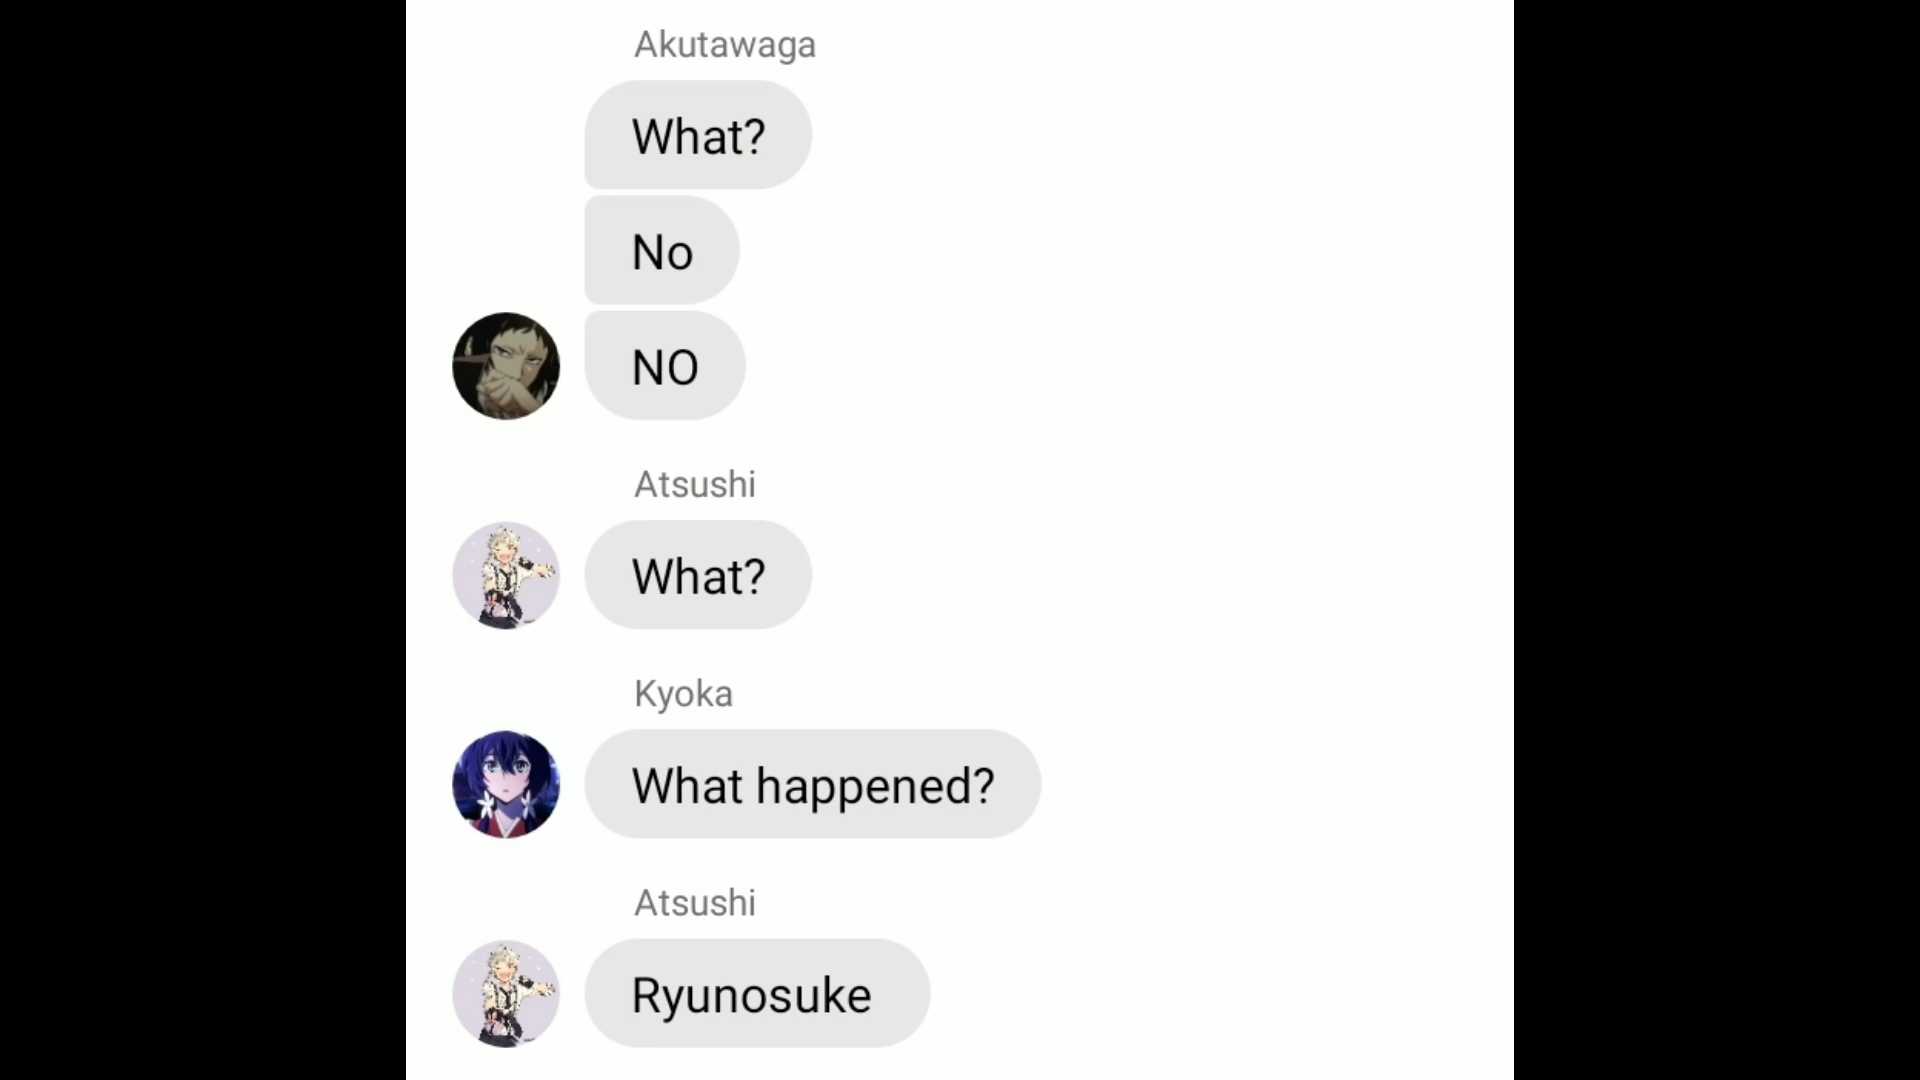 Akutawaga
What?
No
NO
Atsushi
What?
Kyoka
What happened?
Atsushi
Ryunosuke